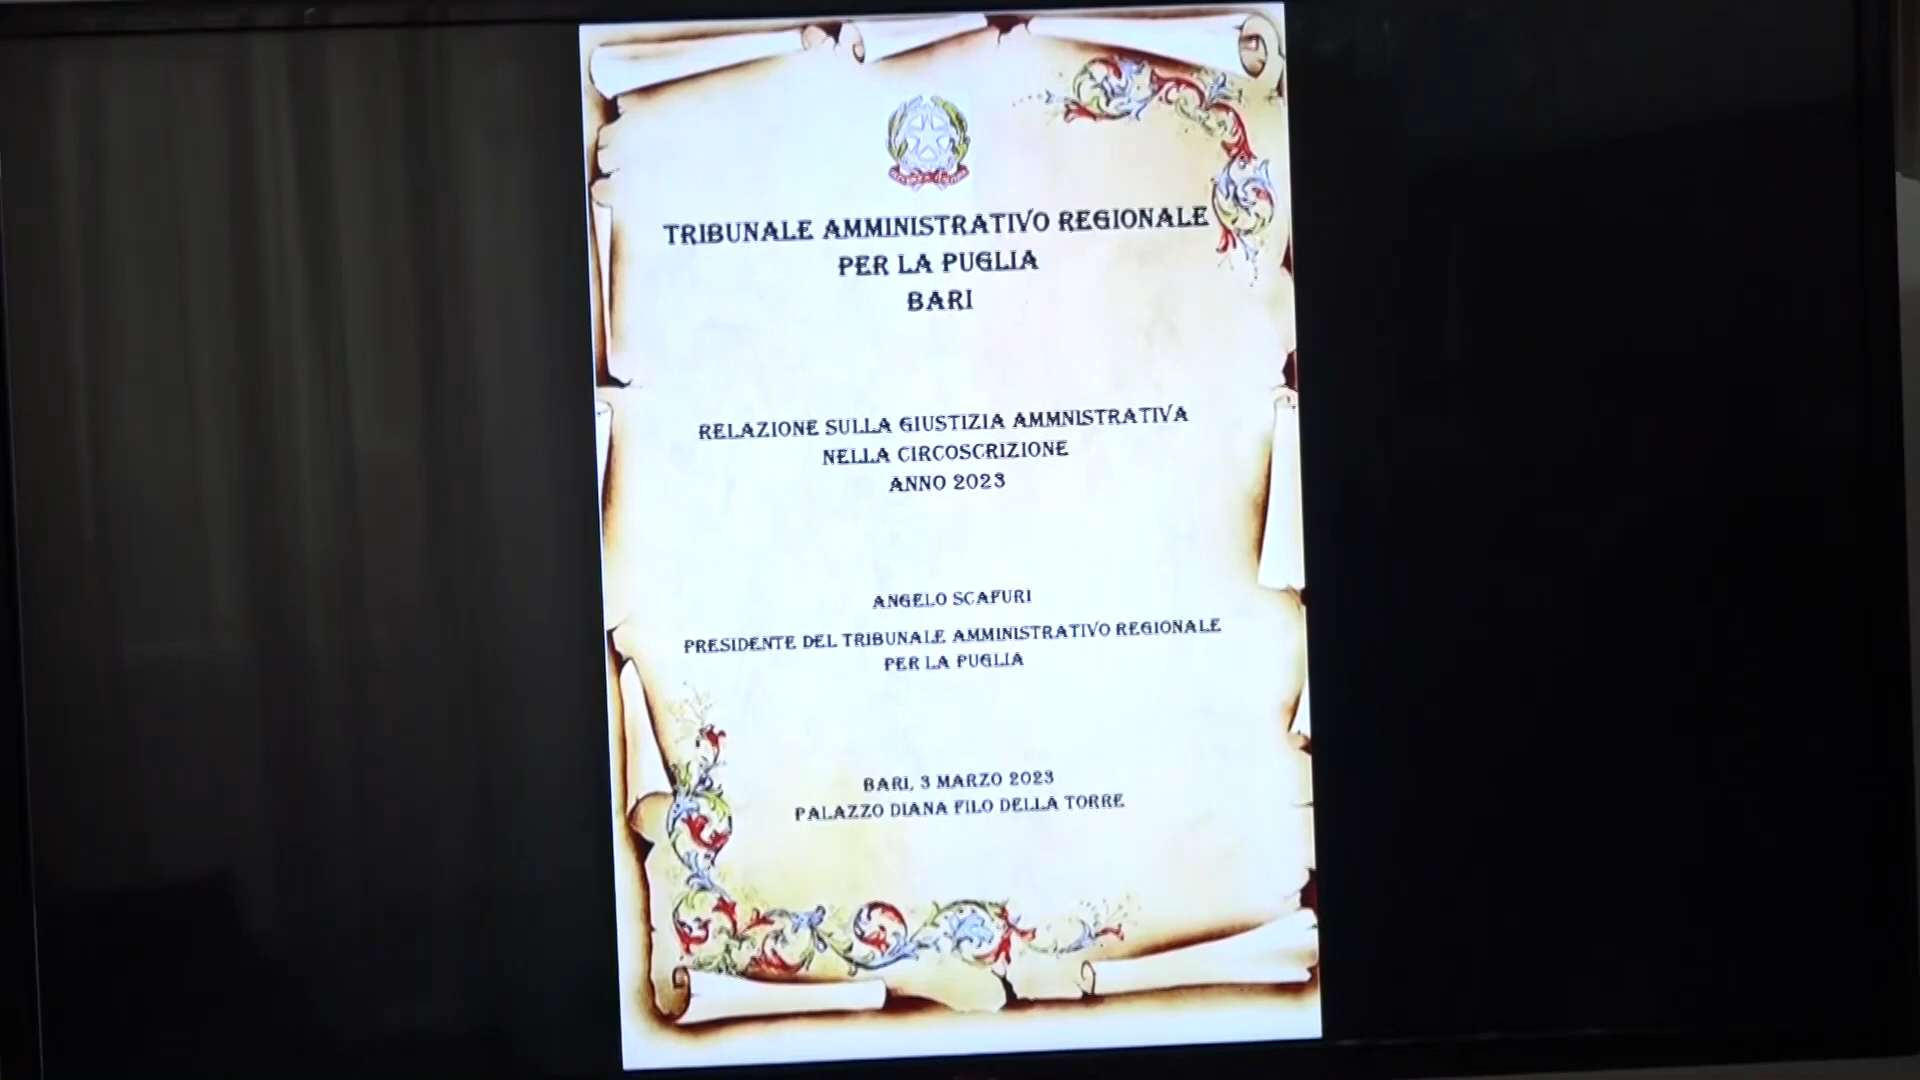 TRIBUNALE AMMINISTRATIVO REGIONALE
PER LA PUGLIA
BARI
RELAZIONE SULLA GIUSTIZIA AMMNISTRATIVA
NELLA CIRCOSCRIZIONE
ANNO 2023
ANGELO SCAFURI
PRESIDENTE DEL TRIBUNALE AMMINISTRATIVO REGIONALE
PER LA PUGLIA
BARI, 3 MARZO 2023
PALAZZO DIANA FILO DELLA TORRE